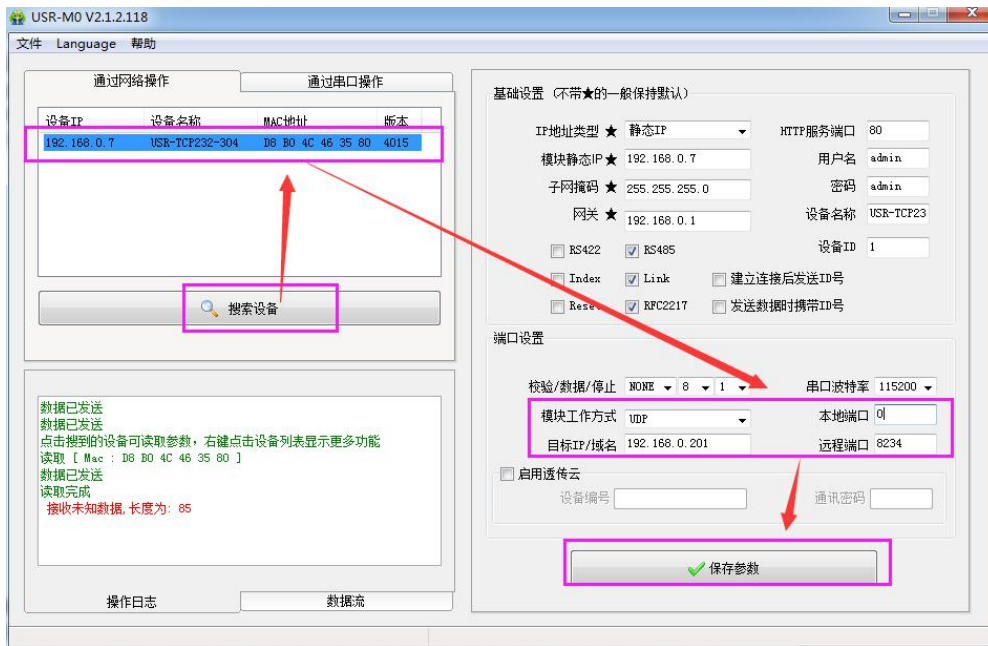 USR-M0 V2.1.2.118
文件 Language 帮助
通过网络操作 通过串口操作
设备IP 设备名称 MAC地址 版本
192.168.0.7 USR-TCP232-304 D8 B0 4C 46 35 80 4015
搜索设备
数据已发送
数据已发送
点击搜到的设备可读取参数，右键点击设备列表显示更多功能
读取 [ Mac : D8 B0 4C 46 35 80 ]
数据已发送
读取完成
接收未知数据,长度为: 85
操作日志 数据流
基础设置（不带★的一般保持默认）
IP地址类型 ★ 静态IP HTTP服务端口 80
模块静态IP★ 192.168.0.7 用户名 admin
子网掩码 ★ 255.255.255.0 密码 admin
网关 ★ 192.168.0.1 设备名称 USR-TCP23
RS422 RS485 设备ID 1
Index Link 建立连接后发送ID号
Reset RFC2217 发送数据时携带ID号
端口设置
校验/数据/停止 NONE 8 1 串口波特率 115200
模块工作方式 UDP 本地端口 0
目标IP/域名 192.168.0.201 远程端口 8234
启用透传云
设备编号 通讯密码
保存参数